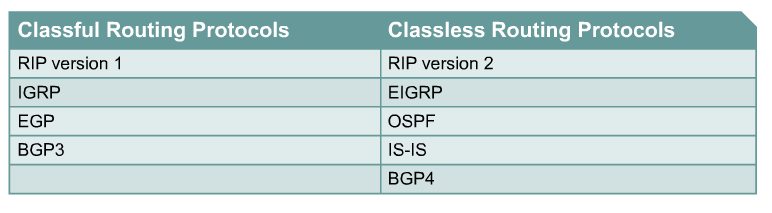 Classful Routing Protocols Classless Routing Protocols
RIP version 1 RIP version 2
IGRP EIGRP
EGP OSPF
BGP3 IS-IS
BGP4